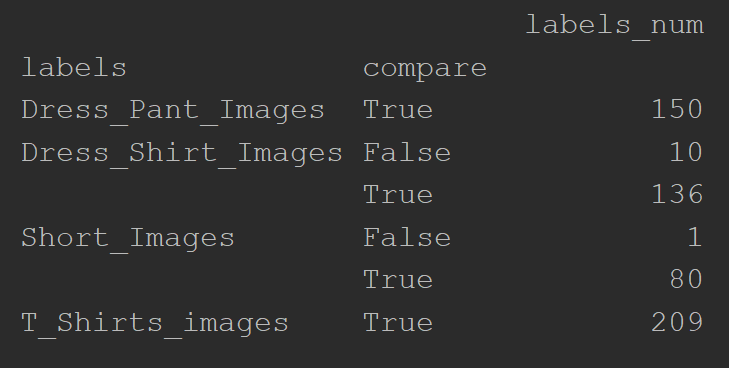 labels_num
labels compare
Dress_Pant_Images True 150
Dress_Shirt_Images False 10
True 136
Short_Images False 1
True 80
T_Shirts_images True 209